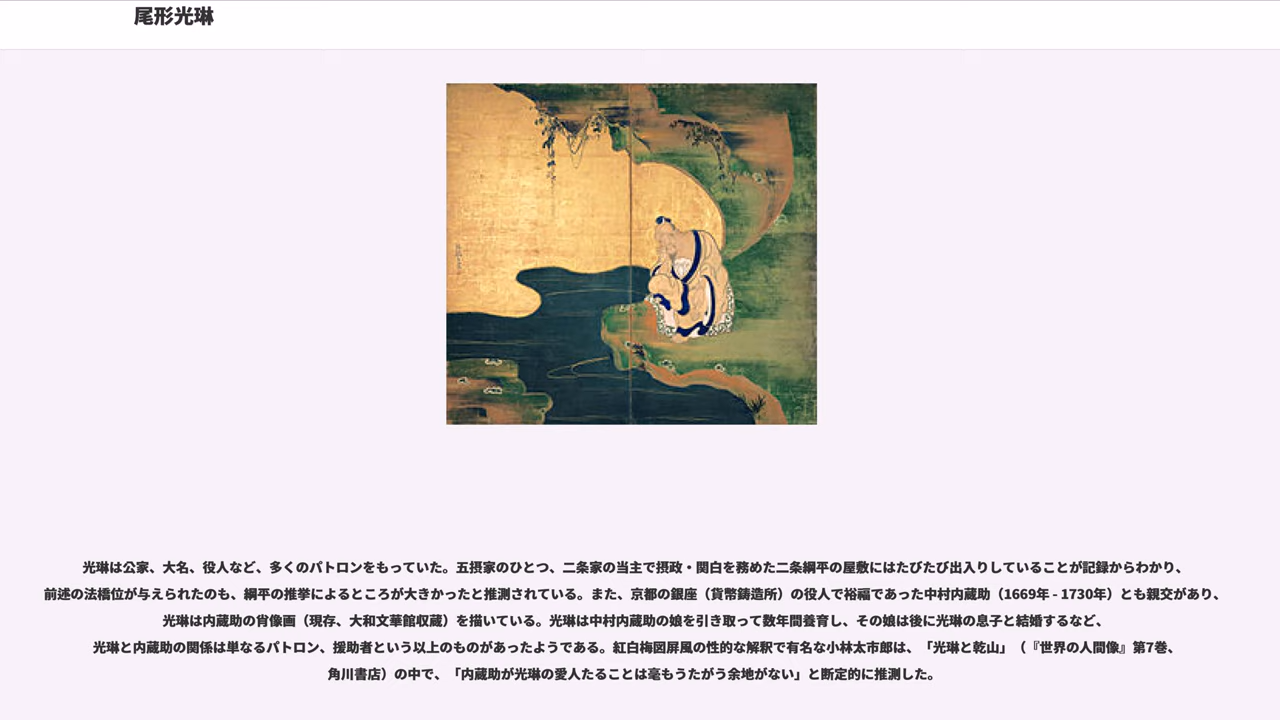 尾形光琳
光琳は公家、大名、役人など、多くのパトロンをもっていた。五摂家のひとつ、二条家の当主で摂政・関白を務めた二条綱平の屋敷にはたびたび出入りしていることが記録からわかり、
前述の法橋位が与えられたのも、綱平の推挙によるところが大きかったと推測されている。また、京都の銀座（貨幣鋳造所）の役人で裕福であった中村内蔵助（1669年 - 1730年）とも親交があり、
光琳は内蔵助の肖像画（現存、大和文華館収蔵）を描いている。光琳は中村内蔵助の娘を引き取って数年間養育し、その娘は後に光琳の息子と結婚するなど、
光琳と内蔵助の関係は単なるパトロン、援助者という以上のものがあったようである。紅白梅図屏風の性的な解釈で有名な小林太市郎は、「光琳と乾山」（『世界の人間像』第7巻、
角川書店）の中で、「内蔵助が光琳の愛人たることは毫もうたがう余地がない」と断定的に推測した。